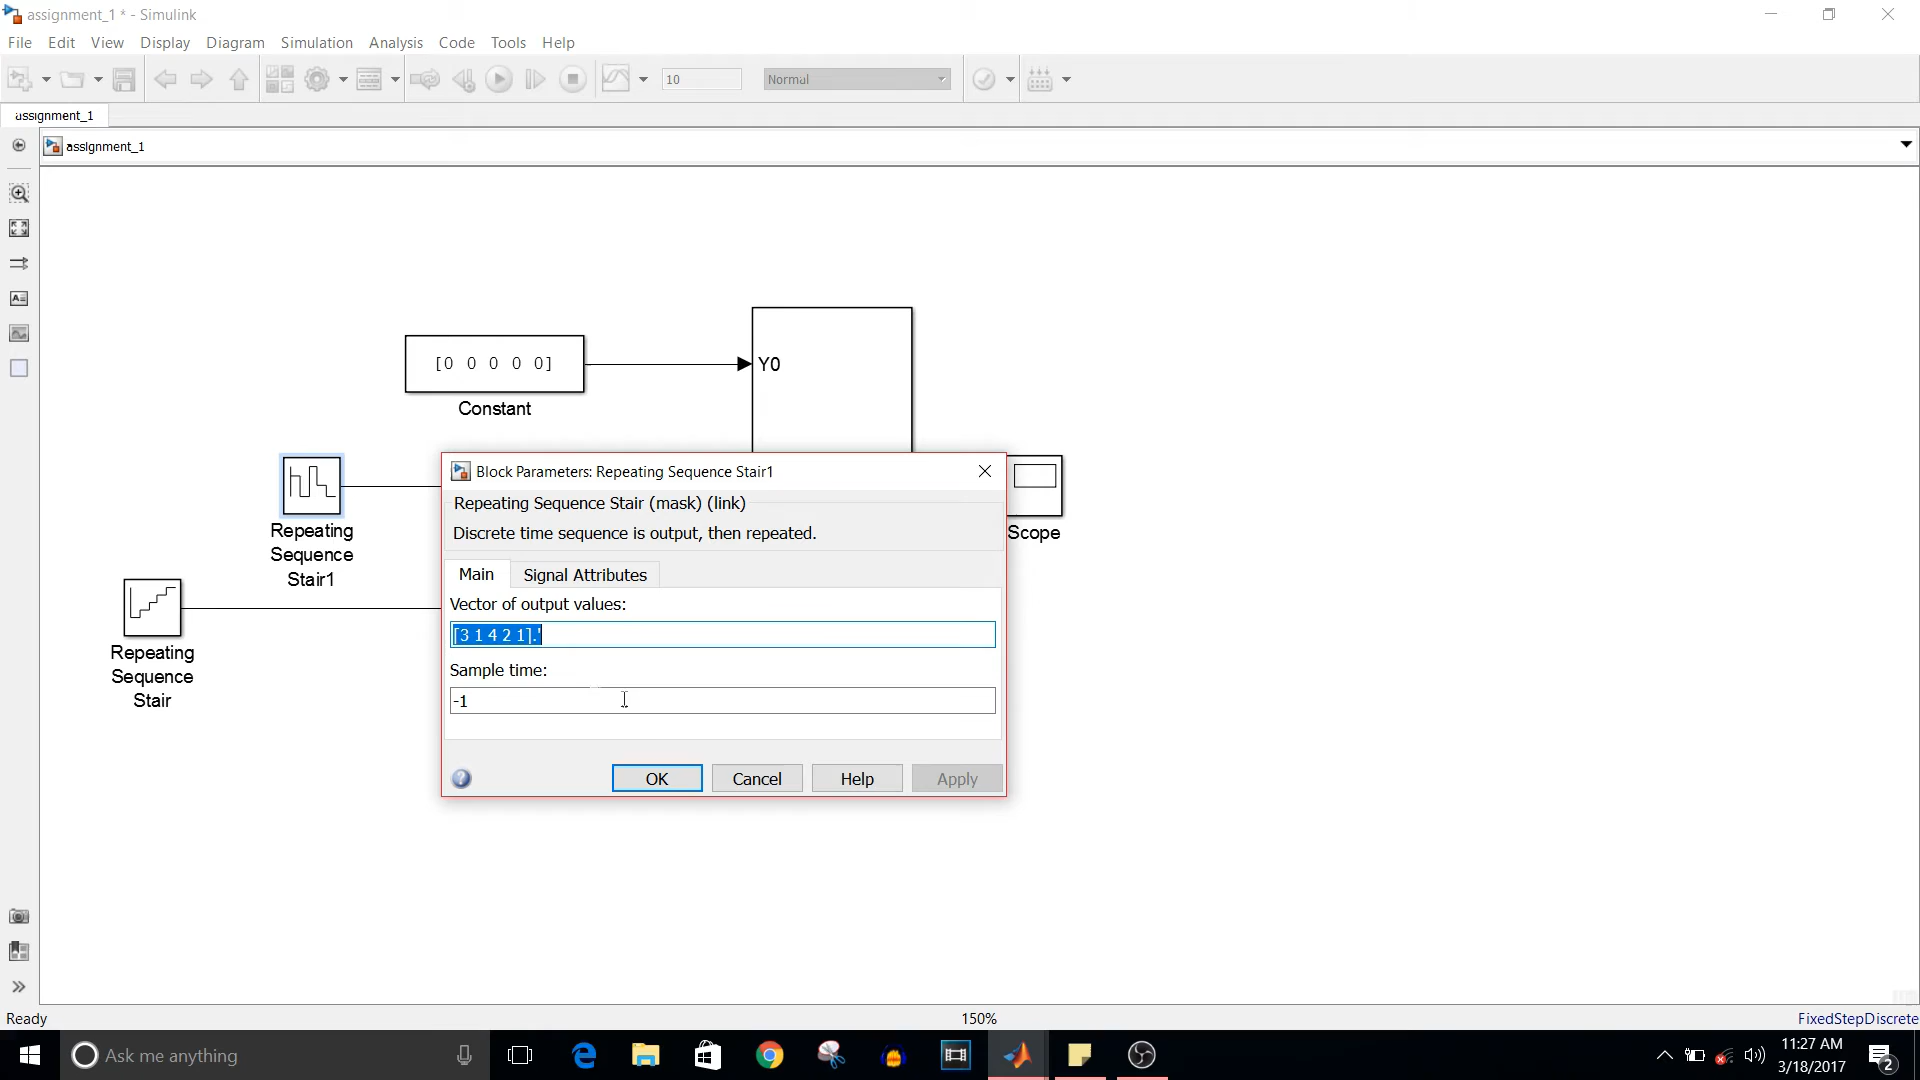 assignment_1 * - Simulink
File Edit View Display Diagram Simulation Analysis Code Tools Help
10 Normal
assignment_1
assignment_1
[0 0 0 0 0]
Y0
Constant
Repeating
Sequence
Stair1
Repeating
Sequence
Stair
Scope
Block Parameters: Repeating Sequence Stair1
Repeating Sequence Stair (mask) (link)
Discrete time sequence is output, then repeated.
Main Signal Attributes
Vector of output values:
[3 1 4 2 1].'
Sample time:
-1
OK Cancel Help Apply
Ready 150% FixedStepDiscrete
Ask me anything
11:27 AM
3/18/2017
2